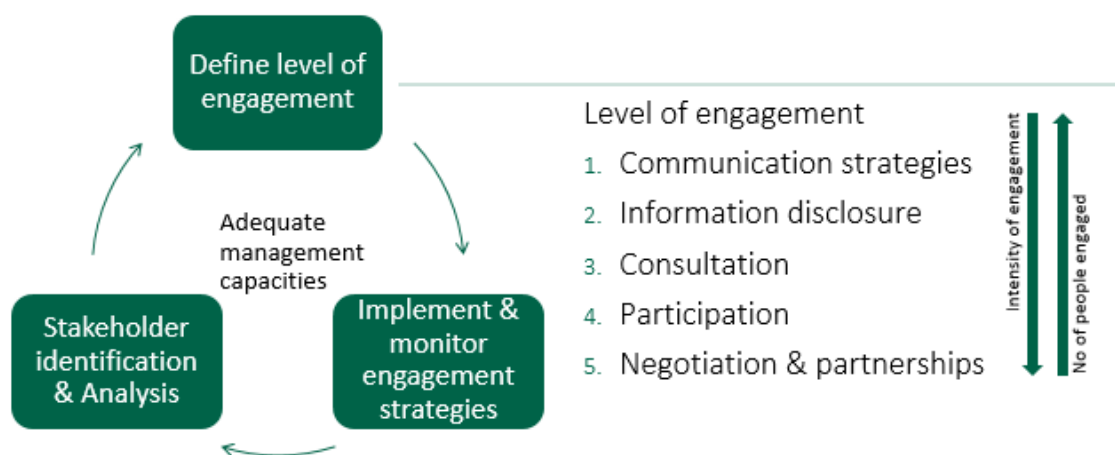 Define level of
engagement
Adequate
management
capacities
Stakeholder
identification
& Analysis
Implement &
monitor
engagement
strategies
Level of engagement
1. Communication strategies
2. Information disclosure
3. Consultation
4. Participation
5. Negotiation & partnerships
Intensity of engagement
No of people engaged